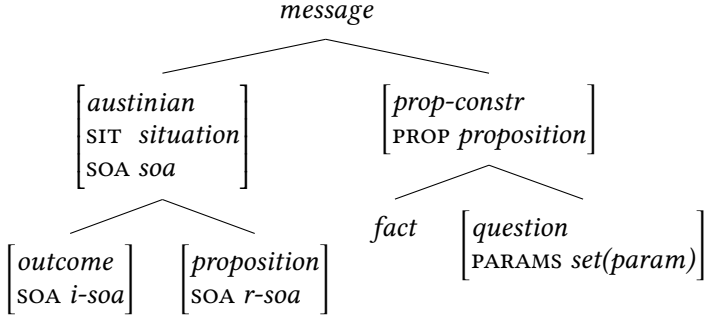 message
austinian
SIT situation
SOA soa
prop-constr
PROP proposition
outcome
SOA i-soa
proposition
SOA r-soa
fact
question
PARAMS set(param)